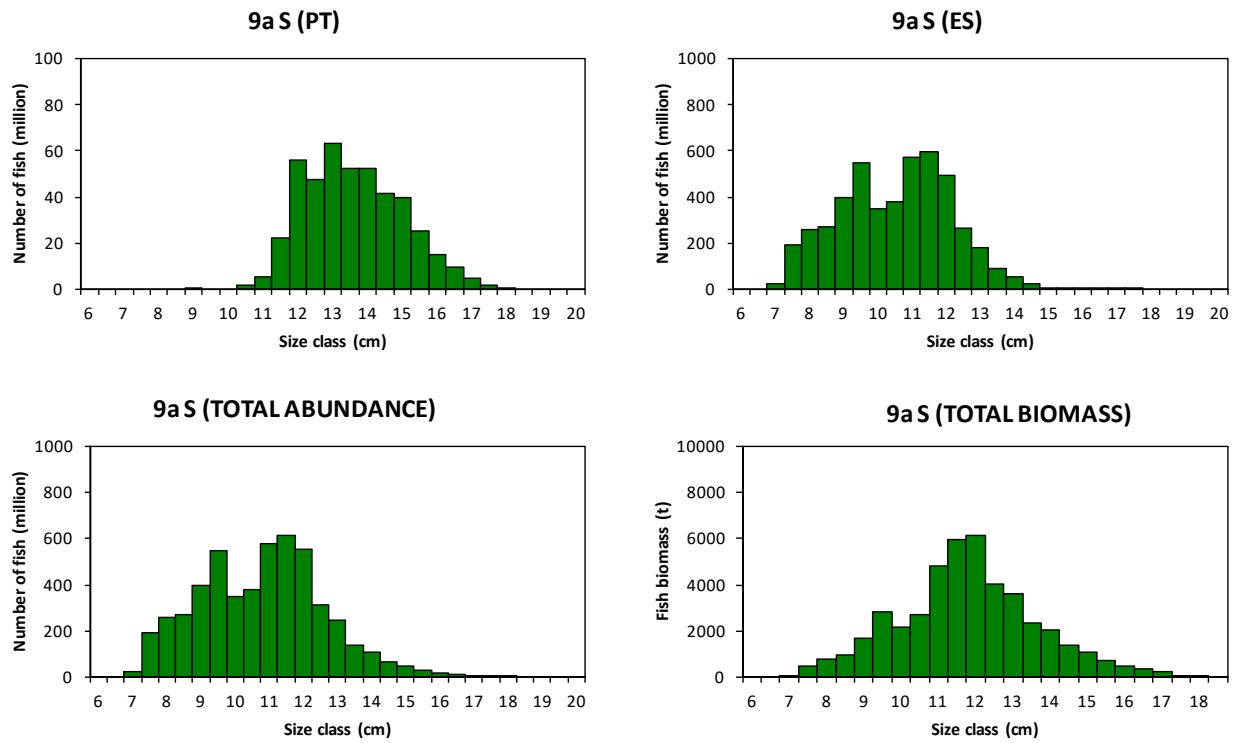 9a S (PT)
100
80
60
40
20
0
Number of fish (million)
6 7 8 9 10 11 12 13 14 15 16 17 18 19 20
Size class (cm)
9a S (ES)
1000
800
600
400
200
0
Number of fish (million)
6 7 8 9 10 11 12 13 14 15 16 17 18 19 20
Size class (cm)
9a S (TOTAL ABUNDANCE)
1000
800
600
400
200
0
Number of fish (million)
6 7 8 9 10 11 12 13 14 15 16 17 18 19 20
Size class (cm)
9a S (TOTAL BIOMASS)
10000
8000
6000
4000
2000
0
Fish biomass (t)
6 7 8 9 10 11 12 13 14 15 16 17 18
Size class (cm)